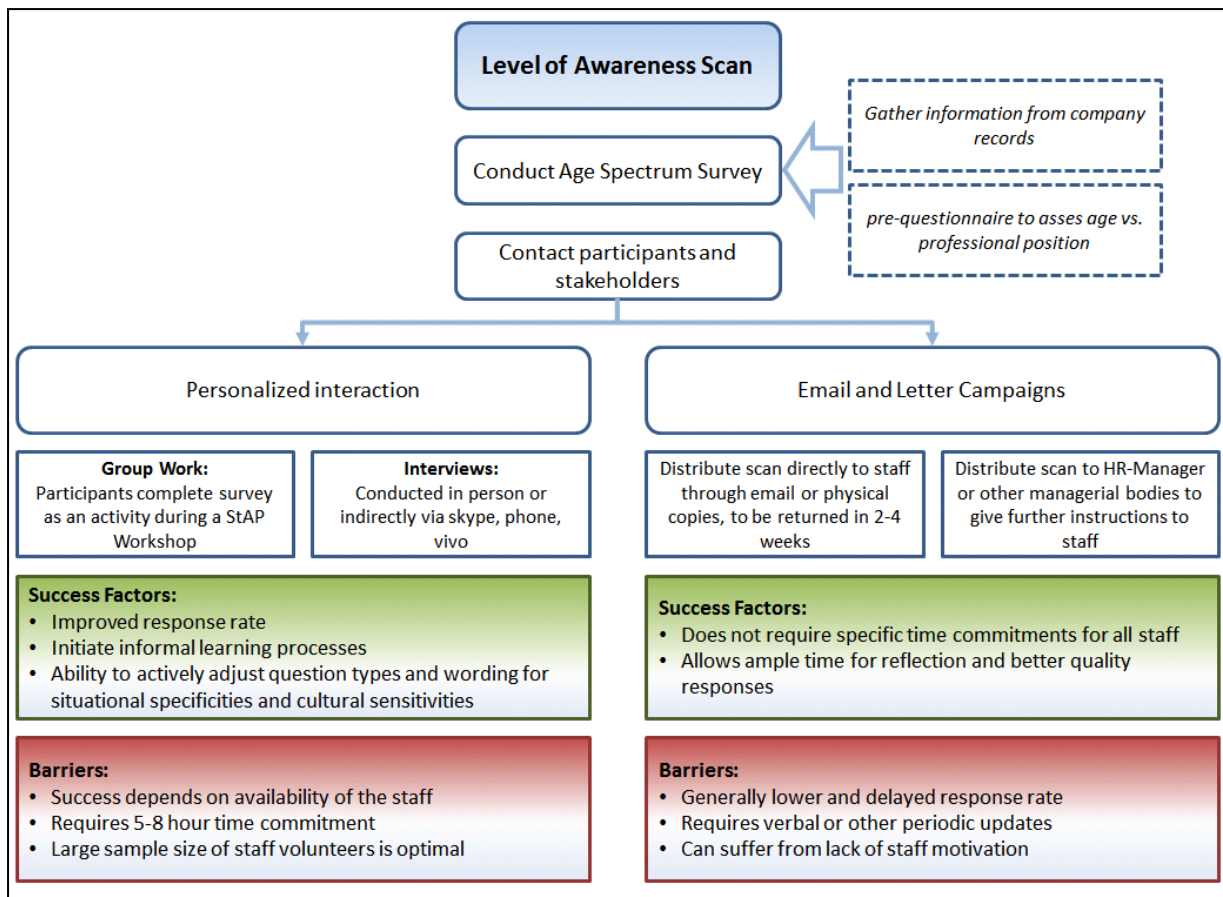 Level of Awareness Scan
Gather information from company
records
Conduct Age Spectrum Survey
pre-questionnaire to asses age vs.
professional position
Contact participants and
stakeholders
Personalized interaction
Email and Letter Campaigns
Group Work:
Participants complete survey
as an activity during a StAP
Workshop
Interviews:
Conducted in person or
indirectly via skype, phone,
vivo
Distribute scan directly to staff
through email or physical
copies, to be returned in 2-4
weeks
Distribute scan to HR-Manager
or other managerial bodies to
give further instructions to
staff
Success Factors:
• Improved response rate
• Initiate informal learning processes
• Ability to actively adjust question types and wording for
situational specificities and cultural sensitivities
Success Factors:
• Does not require specific time commitments for all staff
• Allows ample time for reflection and better quality
responses
Barriers:
• Success depends on availability of the staff
• Requires 5-8 hour time commitment
• Large sample size of staff volunteers is optimal
Barriers:
• Generally lower and delayed response rate
• Requires verbal or other periodic updates
• Can suffer from lack of staff motivation